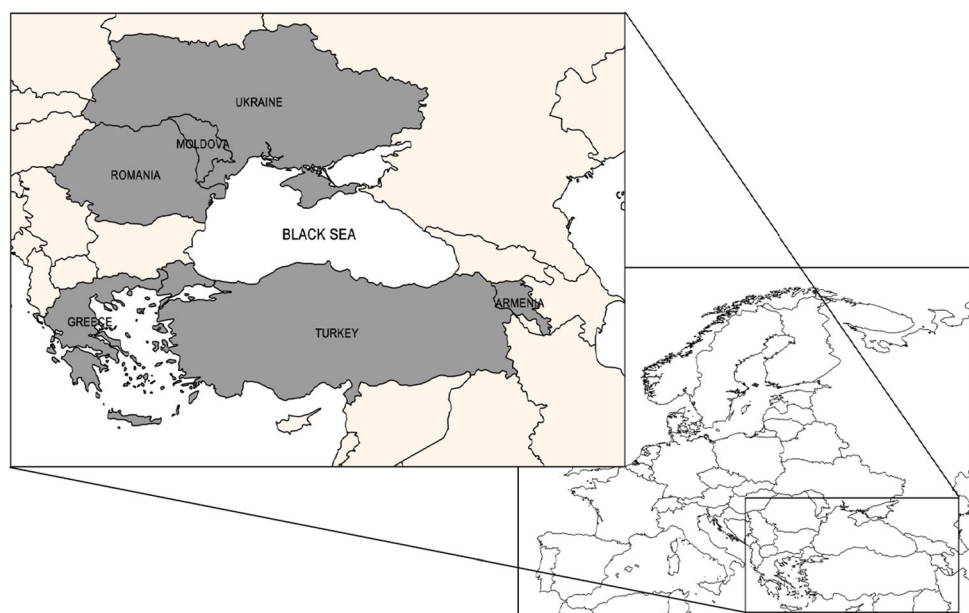 UKRAINE
MOLDOVA
ROMANIA
BLACK SEA
ARMENIA
GREECE
TURKEY